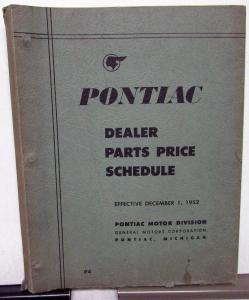 PONTIAC
DEALER
PARTS PRICE
SCHEDULE
EFFECTIVE DECEMBER 1, 1952
PONTIAC MOTOR DIVISION
GENERAL MOTORS CORPORATION
PONTIAC, MICHIGAN